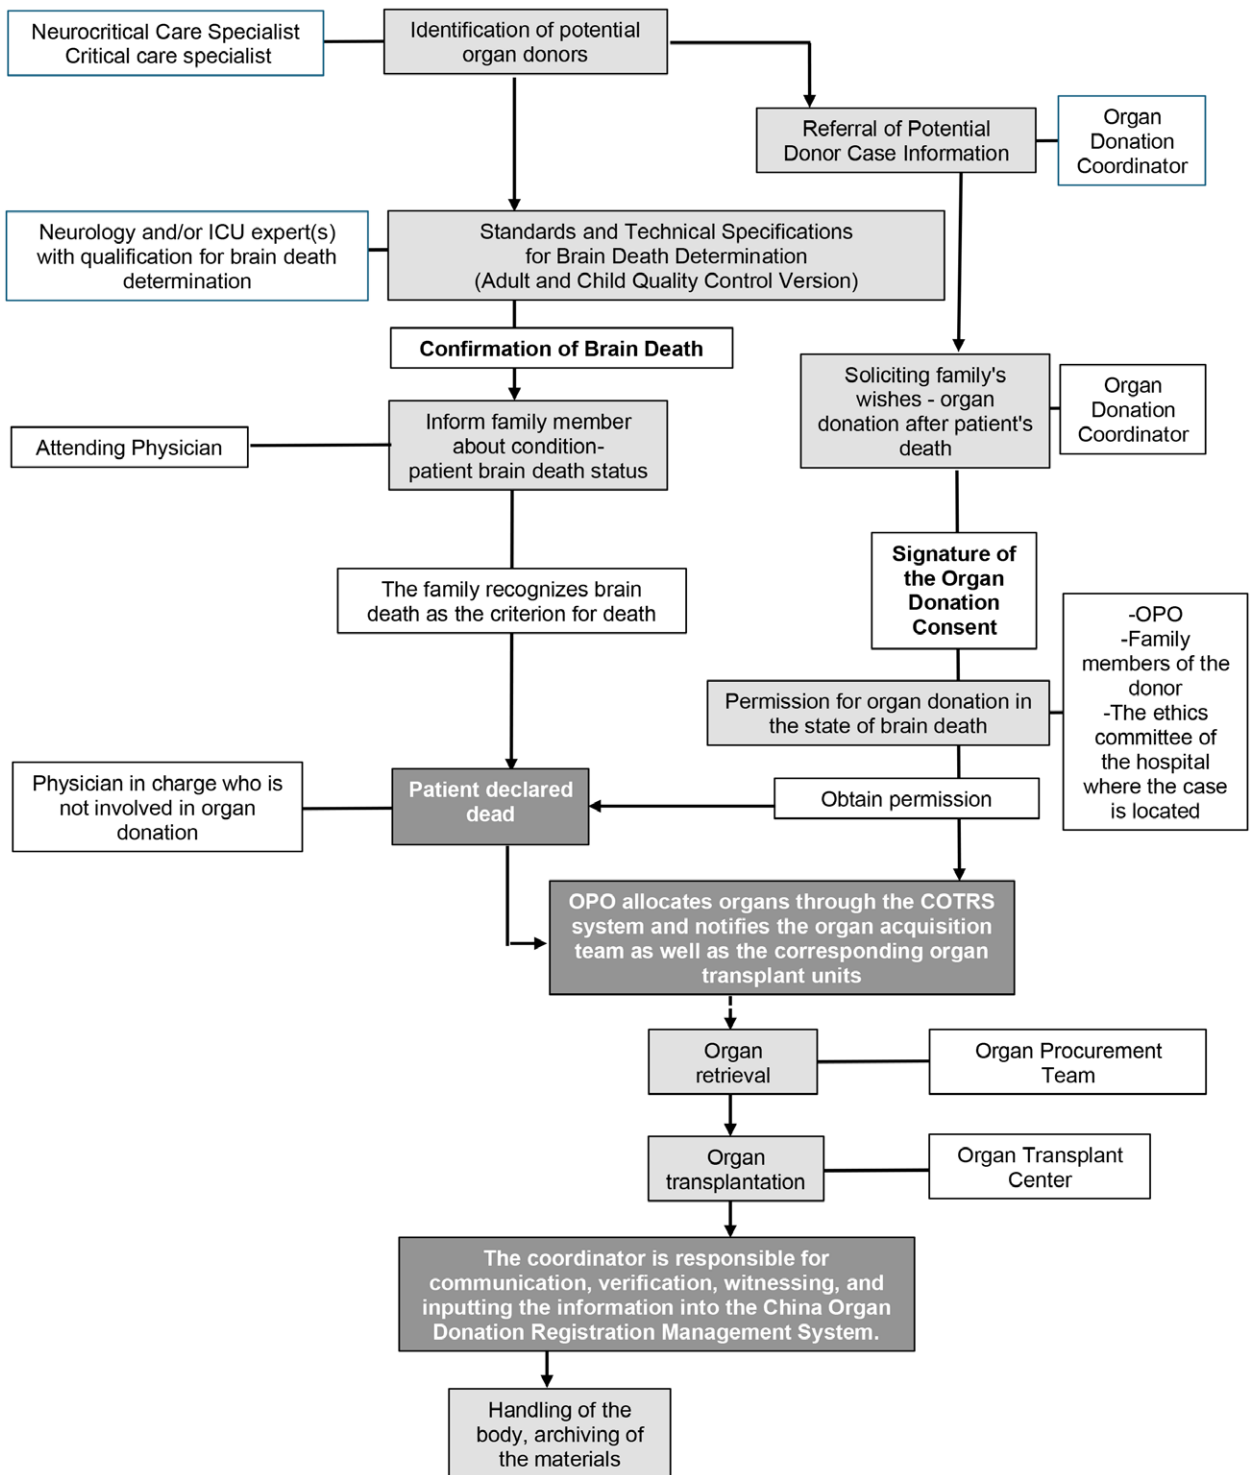 Neurocritical Care Specialist
Critical care specialist
Identification of potential
organ donors
Referral of Potential
Donor Case Information
Organ
Donation
Coordinator
Neurology and/or ICU expert(s)
with qualification for brain death
determination
Standards and Technical Specifications
for Brain Death Determination
(Adult and Child Quality Control Version)
Confirmation of Brain Death
Soliciting family's
wishes - organ
donation after patient's
death
Organ
Donation
Coordinator
Attending Physician
Inform family member
about condition-
patient brain death status
Signature of
the Organ
Donation
Consent
The family recognizes brain
death as the criterion for death
-OPO
-Family
members of the
donor
-The ethics
committee of
the hospital
where the case
is located
Permission for organ donation in
the state of brain death
Physician in charge who is
not involved in organ
donation
Patient declared
dead
Obtain permission
OPO allocates organs through the COTRS
system and notifies the organ acquisition
team as well as the corresponding organ
transplant units
Organ
retrieval
Organ Procurement
Team
Organ
transplantation
Organ Transplant
Center
The coordinator is responsible for
communication, verification, witnessing, and
inputting the information into the China Organ
Donation Registration Management System.
Handling of the
body, archiving of
the materials